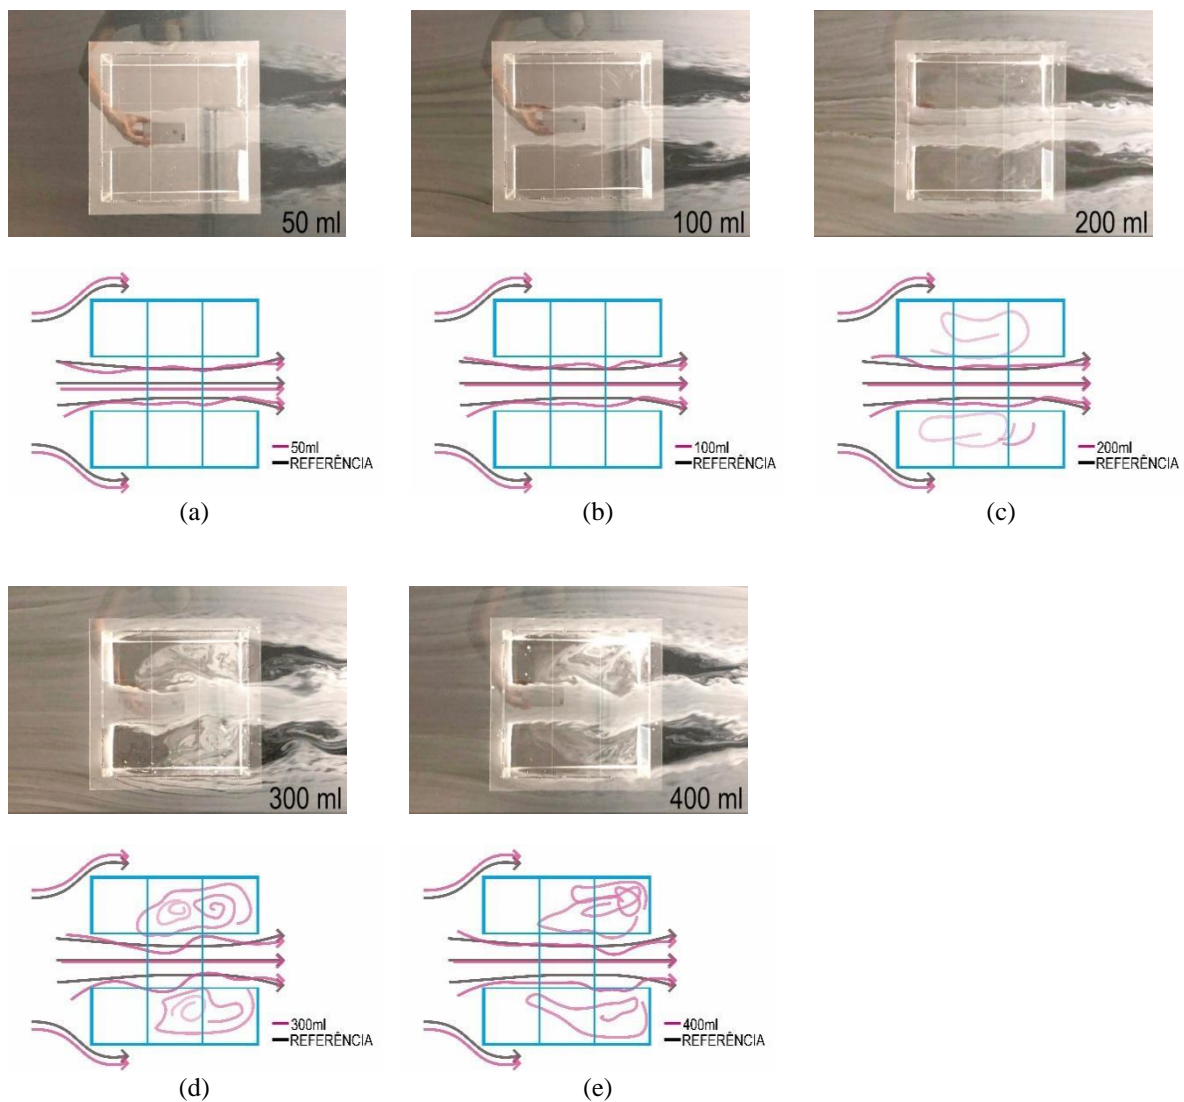 50 ml
100 ml
200 ml
50ml
REFERÊNCIA
100ml
REFERÊNCIA
200ml
REFERÊNCIA
(a)
(b)
(c)
300 ml
400 ml
300ml
REFERÊNCIA
400ml
REFERÊNCIA
(d)
(e)